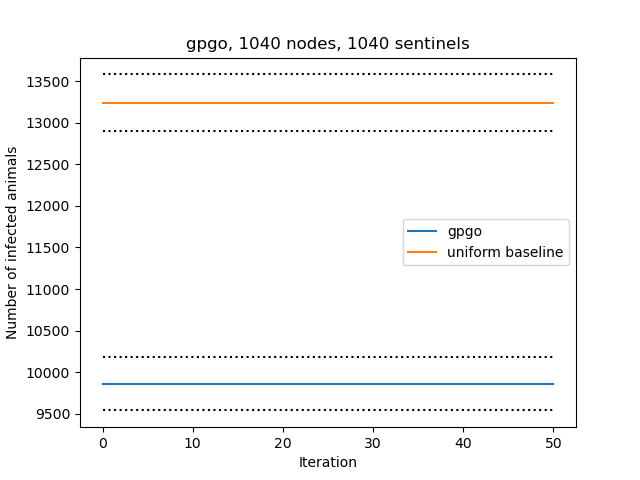 gpgo, 1040 nodes, 1040 sentinels
Number of infected animals
13500
13000
12500
12000
11500
11000
10500
10000
9500
gpgo
uniform baseline
0 10 20 30 40 50
Iteration